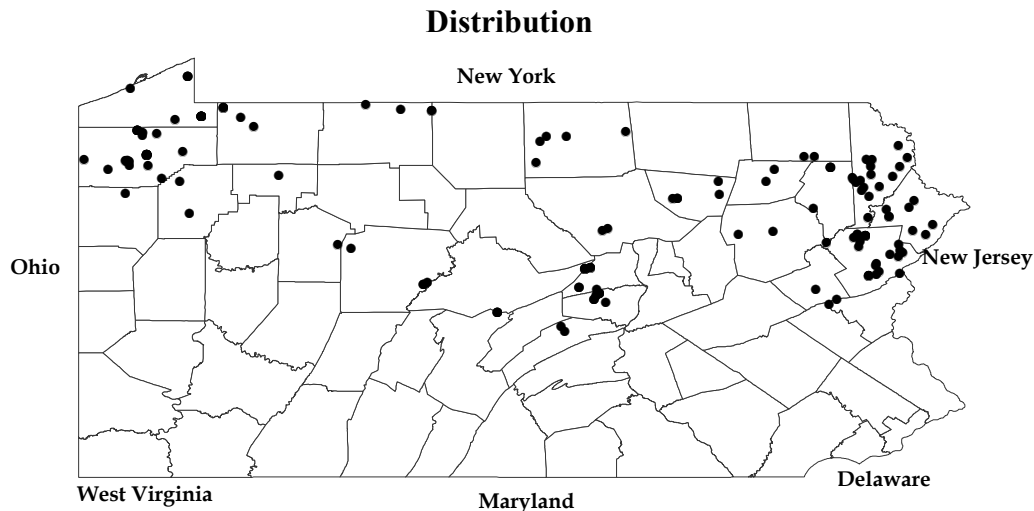 Distribution
New York
Ohio
New Jersey
West Virginia
Maryland
Delaware